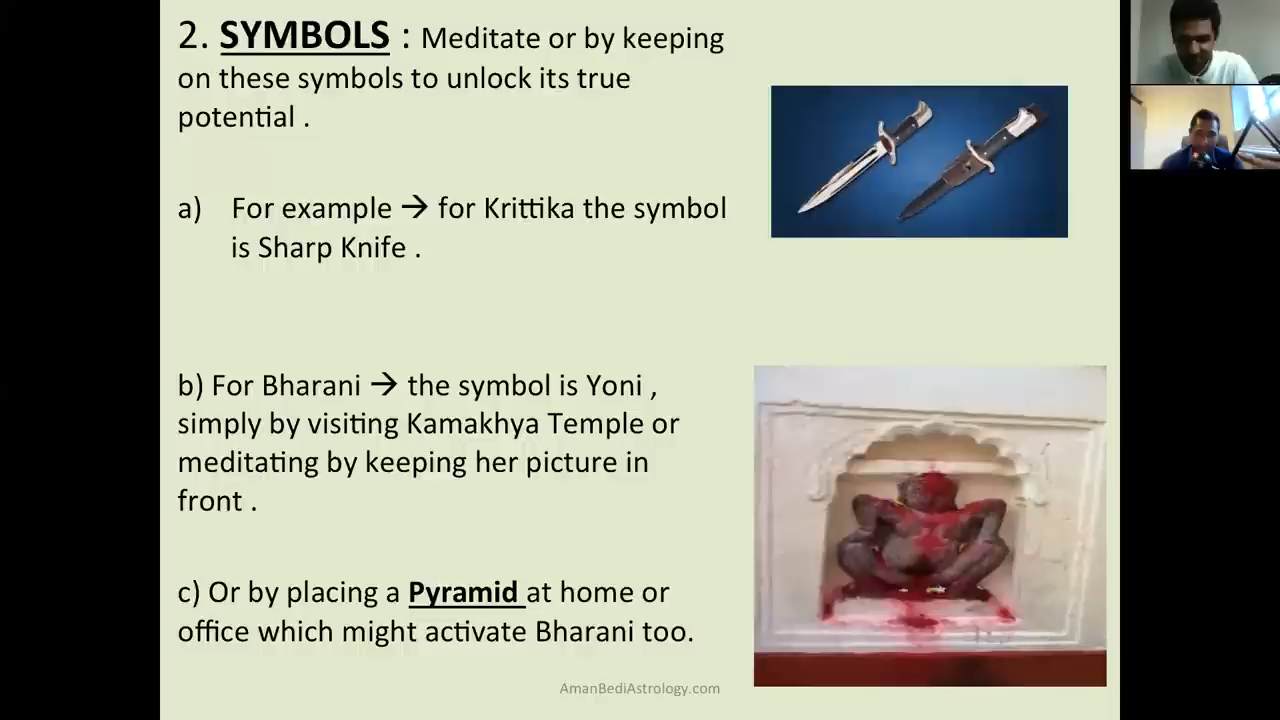 2. SYMBOLS : Meditate or by keeping
on these symbols to unlock its true
potential .
a) For example → for Krittika the symbol
is Sharp Knife .
b) For Bharani → the symbol is Yoni ,
simply by visiting Kamakhya Temple or
meditating by keeping her picture in
front .
c) Or by placing a Pyramid at home or
office which might activate Bharani too.
AmanBediAstrology.com